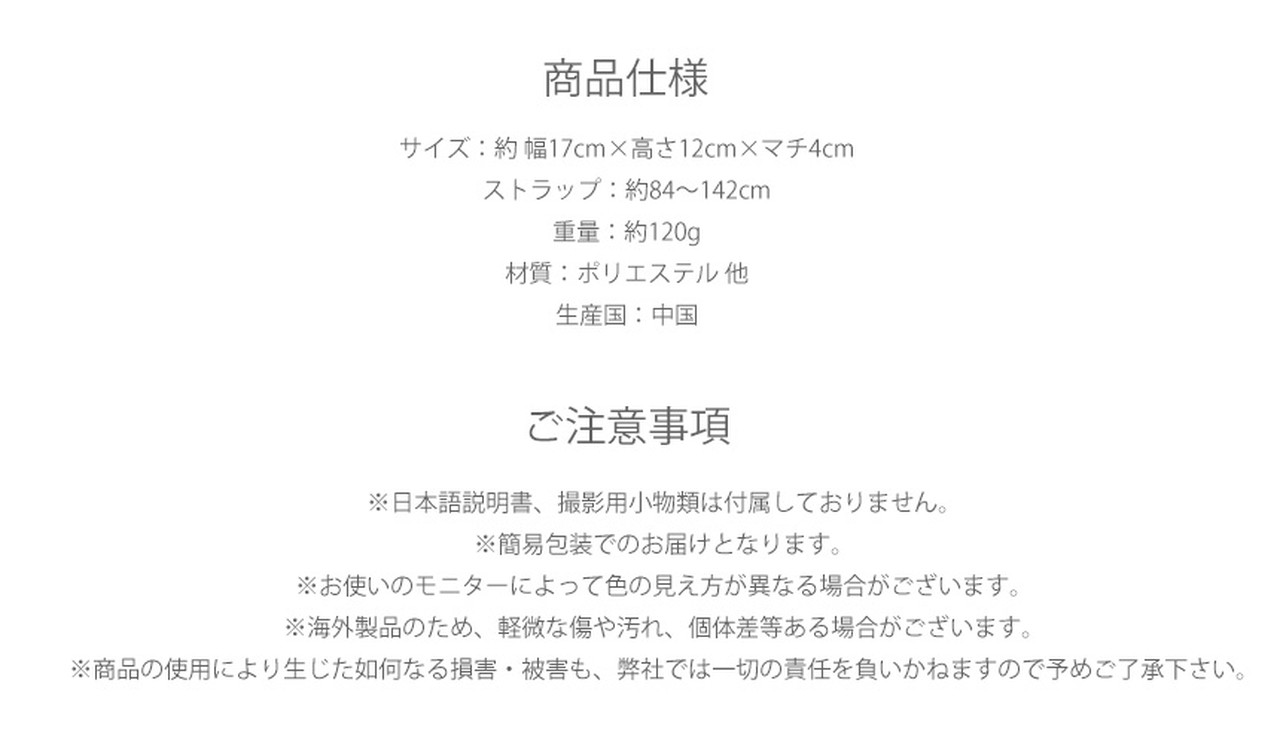 商品仕様
サイズ：約 幅17cm×高さ12cm×マチ4cm
ストラップ：約84〜142cm
重量：約120g
材質：ポリエステル 他
生産国：中国
ご注意事項
※日本語説明書、撮影用小物類は付属しておりません。
※簡易包装でのお届けとなります。
※お使いのモニターによって色の見え方が異なる場合がございます。
※海外製品のため、軽微な傷や汚れ、個体差等ある場合がございます。
※商品の使用により生じた如何なる損害・被害も、弊社では一切の責任を負いかねますので予めご了承下さい。